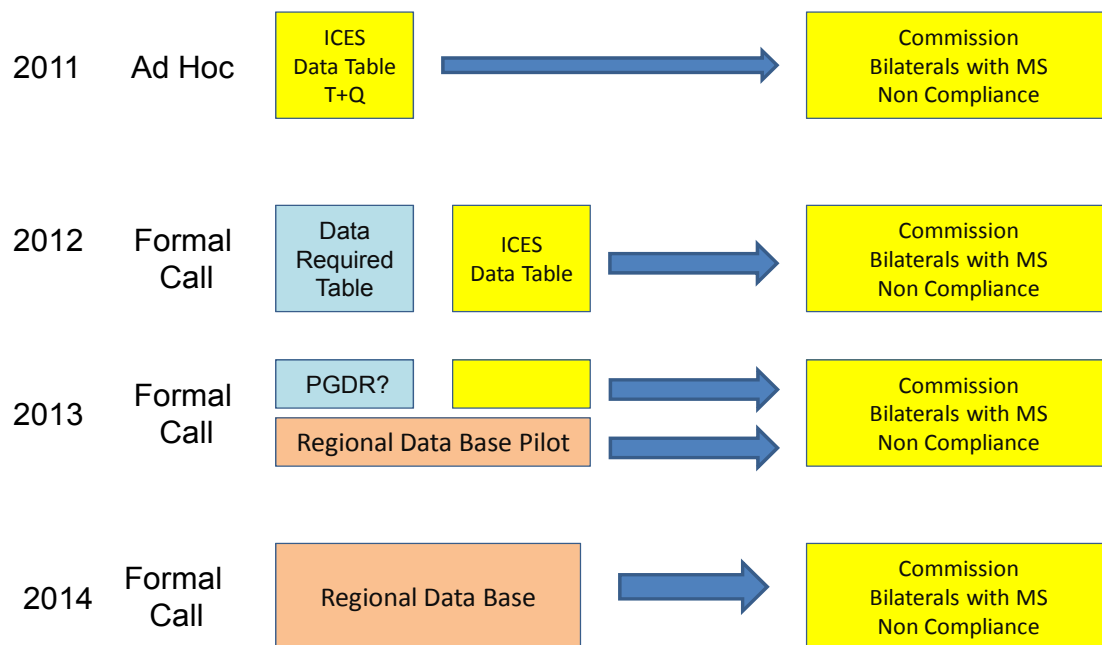 2011
Ad Hoc
ICES
Data Table
T+Q
Commission
Bilaterals with MS
Non Compliance
2012
Formal
Call
Data
Required
Table
ICES
Data Table
Commission
Bilaterals with MS
Non Compliance
2013
Formal
Call
PGDR?
Regional Data Base Pilot
Commission
Bilaterals with MS
Non Compliance
2014
Formal
Call
Regional Data Base
Commission
Bilaterals with MS
Non Compliance